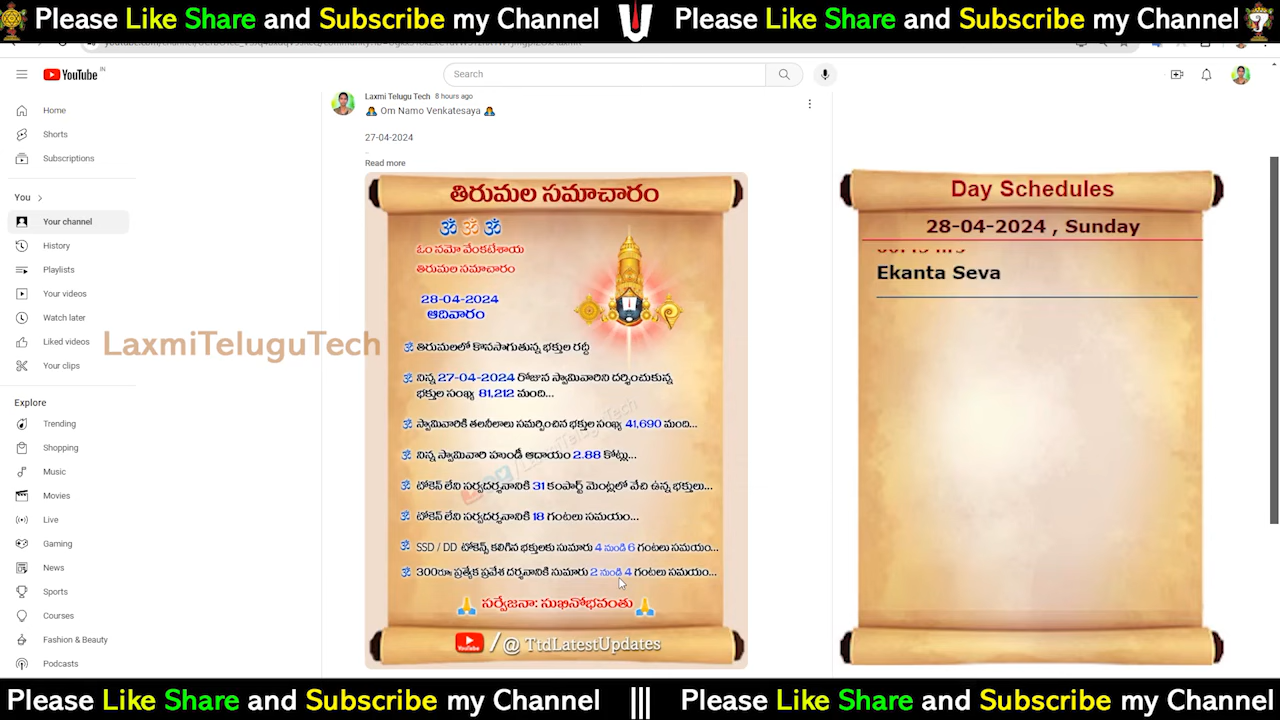 Please Like Share and Subscribe my Channel
Please Like Share and Subscribe my Channel
YouTube IN
Search
Home
Shorts
Subscriptions
You
Your channel
History
Playlists
Your videos
Watch later
Liked videos
Your clips
Explore
Trending
Shopping
Music
Movies
Live
Gaming
News
Sports
Courses
Fashion & Beauty
Podcasts
LaxmiTeluguTech
Laxmi Telugu Tech 8 hours ago
Om Namo Venkatesaya
27-04-2024
Read more
తిరుమల సమాచారం
ఓం నమో వేంకటేశాయ
తిరుమల సమాచారం
28-04-2024
ఆదివారం
తిరుమలలో కొనసాగుతున్న భక్తుల రద్దీ
నిన్న 27-04-2024 రోజున స్వామివారిని దర్శించుకున్న
భక్తుల సంఖ్య 81,212 మంది...
స్వామివారికి తలనీలాలు సమర్పించిన భక్తుల సంఖ్య 41,690 మంది...
నిన్న స్వామివారి హుండీ ఆదాయం 2.88 కోట్లు...
టోకెన్ లేని సర్వదర్శనానికి 31 కంపార్ట్ మెంట్లలో వేచి ఉన్న భక్తులు...
టోకెన్ లేని సర్వదర్శనానికి 18 గంటలు సమయం...
SSD / DD టోకెన్స్ కలిగిన భక్తులకు సుమారు 4 నుండి 6 గంటలు సమయం...
300రూ ప్రత్యేక ప్రవేశ దర్శనానికి సుమారు 2 నుండి 4 గంటలు సమయం...
సర్వేజనా: సుఖినోభవంతు
YouTube / @ TtdLatestUpdates
Day Schedules
28-04-2024 , Sunday
Ekanta Seva
Please Like Share and Subscribe my Channel
Please Like Share and Subscribe my Channel